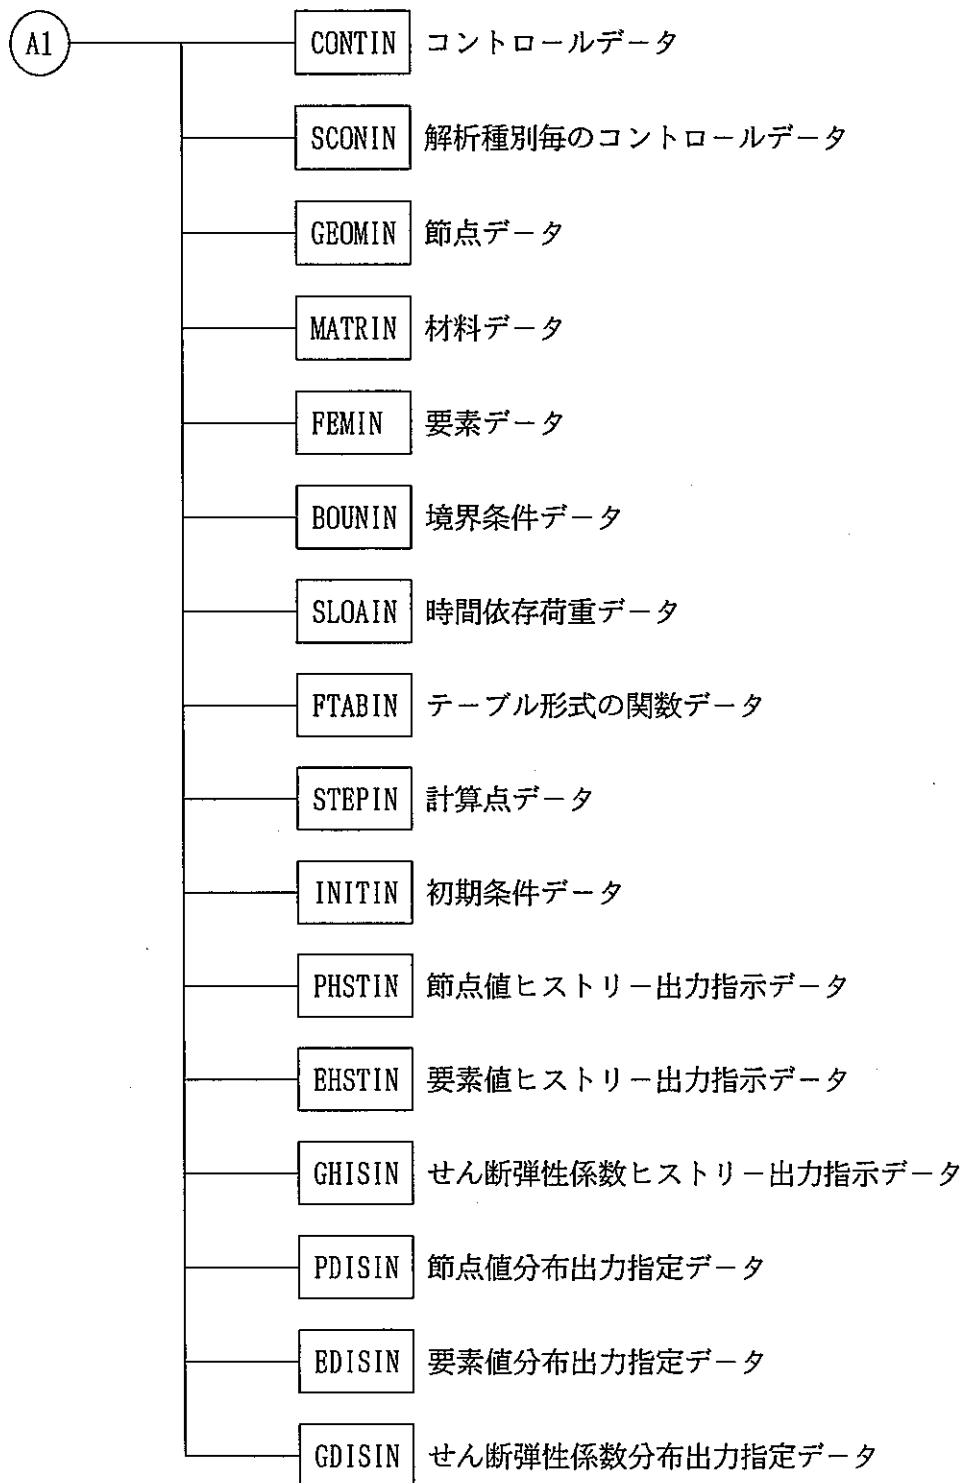 A1
CONTIN コントロールデータ
SCONIN 解析種別毎のコントロールデータ
GEOMIN 節点データ
MATRIN 材料データ
FEMIN 要素データ
BOUNIN 境界条件データ
SLOAIN 時間依存荷重データ
FTABIN テーブル形式の関数データ
STEPIN 計算点データ
INITIN 初期条件データ
PHSTIN 節点値ヒストリー出力指示データ
EHSTIN 要素値ヒストリー出力指示データ
GHISIN せん断弾性係数ヒストリー出力指示データ
PDISIN 節点値分布出力指定データ
EDISIN 要素値分布出力指定データ
GDISIN せん断弾性係数分布出力指定データ